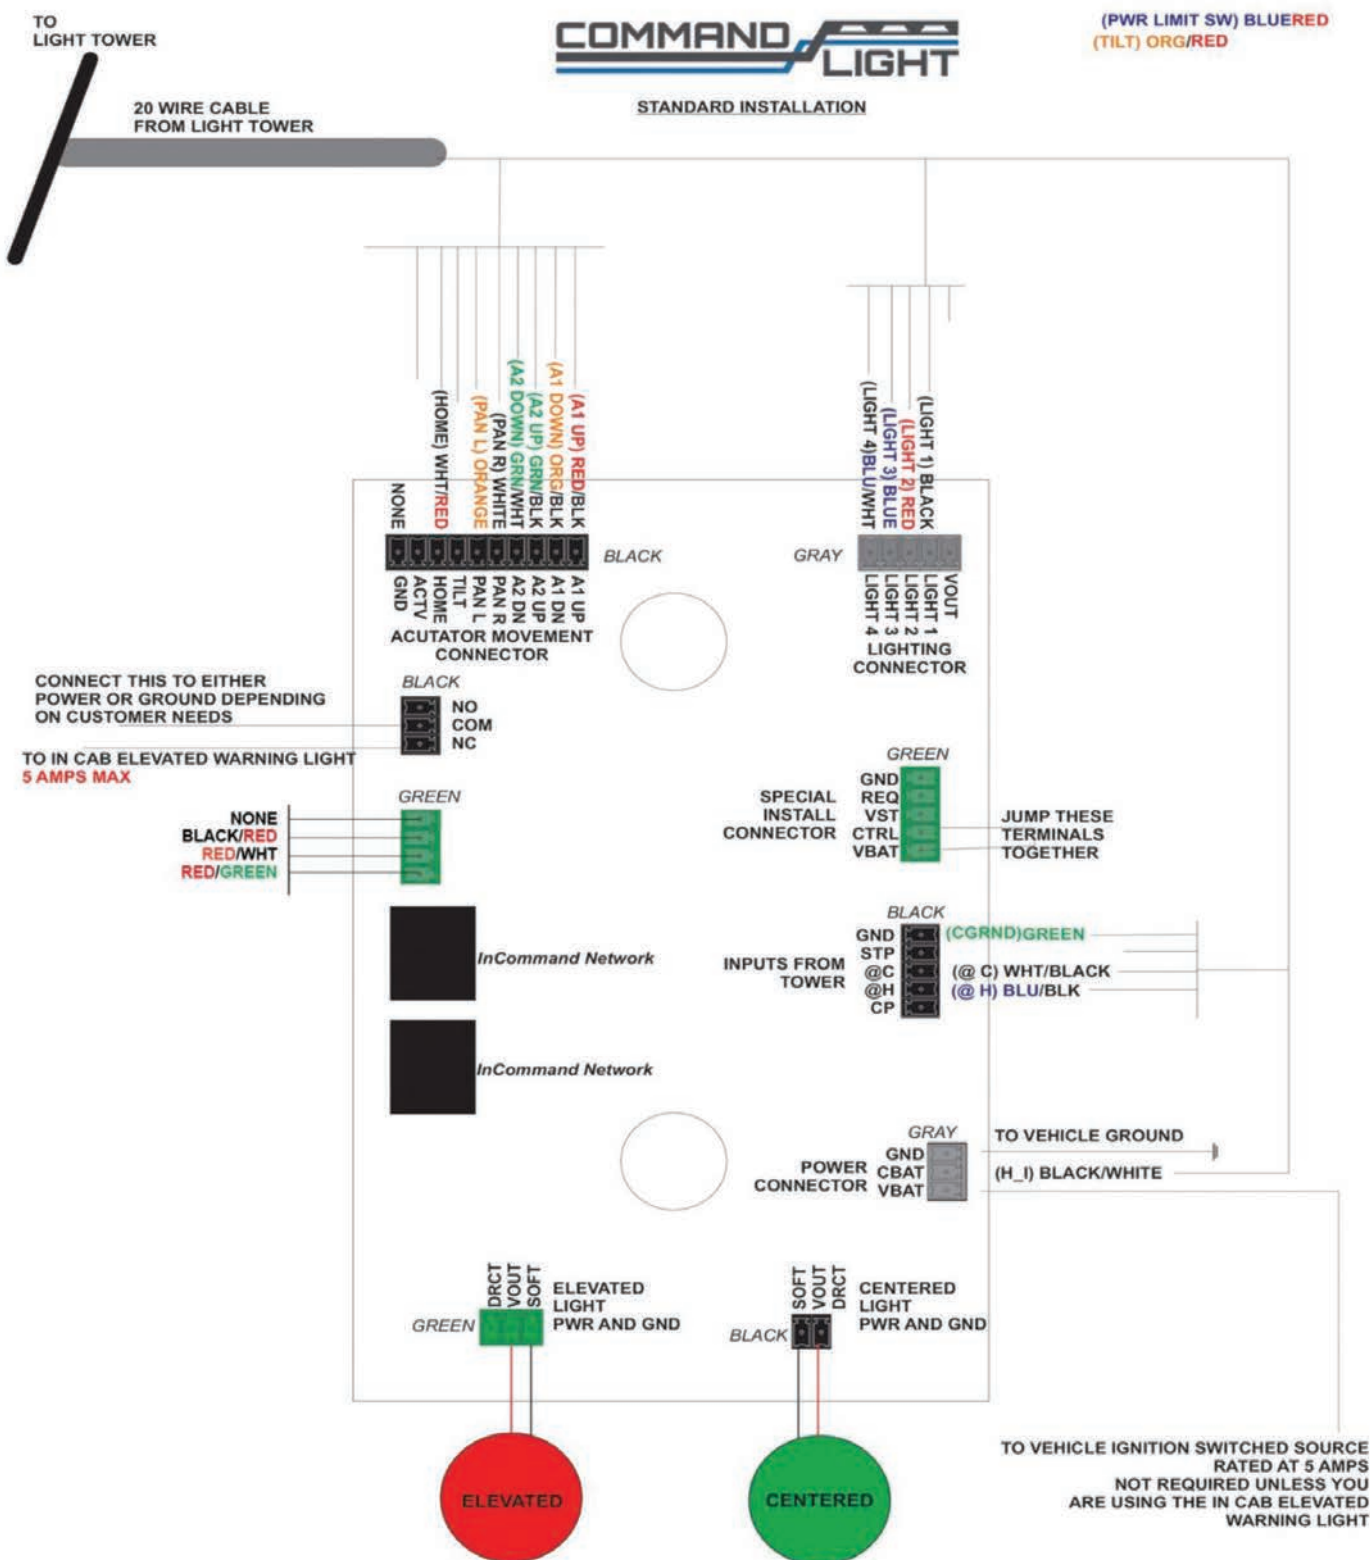 TO
LIGHT TOWER
COMMAND
LIGHT
(PWR LIMIT SW) BLUERED
(TILT) ORG/RED
STANDARD INSTALLATION
20 WIRE CABLE
FROM LIGHT TOWER
NONE
(HOME) WHT/RED
(PAN L) ORANGE
(PAN R) WHITE
(A2 DOWN) GRN/WHT
(A2 UP) GRN/BLK
(A1 DOWN) ORG/BLK
(A1 UP) RED/BLK
(LIGHT 4)BLU/WHT
(LIGHT 3) BLUE
(LIGHT 2) RED
(LIGHT 1) BLACK
BLACK
GRAY
GND
ACTV
HOME
TILT
PAN L
PAN R
A2 DN
A2 UP
A1 DN
A1 UP
ACUTATOR MOVEMENT
CONNECTOR
LIGHT 4
LIGHT 3
LIGHT 2
LIGHT 1
VOUT
LIGHTING
CONNECTOR
CONNECT THIS TO EITHER
POWER OR GROUND DEPENDING
ON CUSTOMER NEEDS
BLACK
NO
COM
NC
TO IN CAB ELEVATED WARNING LIGHT
5 AMPS MAX
GREEN
NONE
BLACK/RED
RED/WHT
RED/GREEN
GREEN
SPECIAL
INSTALL
CONNECTOR
GND
REQ
VST
CTRL
VBAT
JUMP THESE
TERMINALS
TOGETHER
BLACK
INPUTS FROM
TOWER
GND
STP
@C
@H
CP
(CGRND)GREEN
(@ C) WHT/BLACK
(@ H) BLU/BLK
InCommand Network
InCommand Network
GRAY
POWER
CONNECTOR
GND
CBAT
VBAT
TO VEHICLE GROUND
(H_I) BLACK/WHITE
DRCT
VOUT
SOFT
ELEVATED
LIGHT
PWR AND GND
GREEN
SOFT
VOUT
DRCT
CENTERED
LIGHT
PWR AND GND
BLACK
ELEVATED
CENTERED
TO VEHICLE IGNITION SWITCHED SOURCE
RATED AT 5 AMPS
NOT REQUIRED UNLESS YOU
ARE USING THE IN CAB ELEVATED
WARNING LIGHT